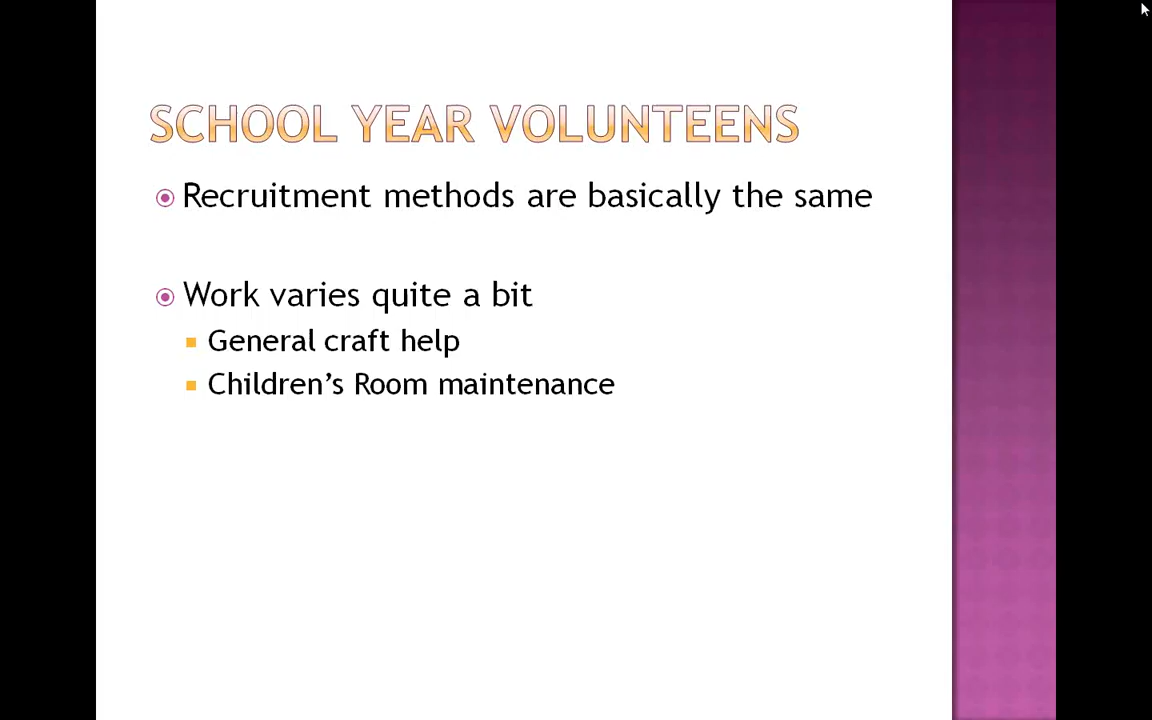 SCHOOL YEAR VOLUNTEENS
Recruitment methods are basically the same
Work varies quite a bit
General craft help
Children’s Room maintenance